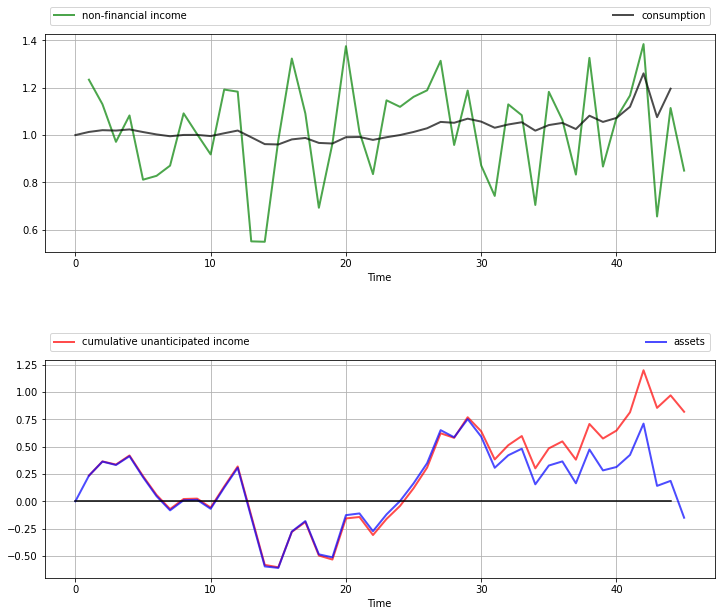 non-financial income consumption
1.4
1.2
1.0
0.8
0.6
0 10 20 30 40
Time
cumulative unanticipated income assets
1.25
1.00
0.75
0.50
0.25
0.00
−0.25
−0.50
0 10 20 30 40
Time